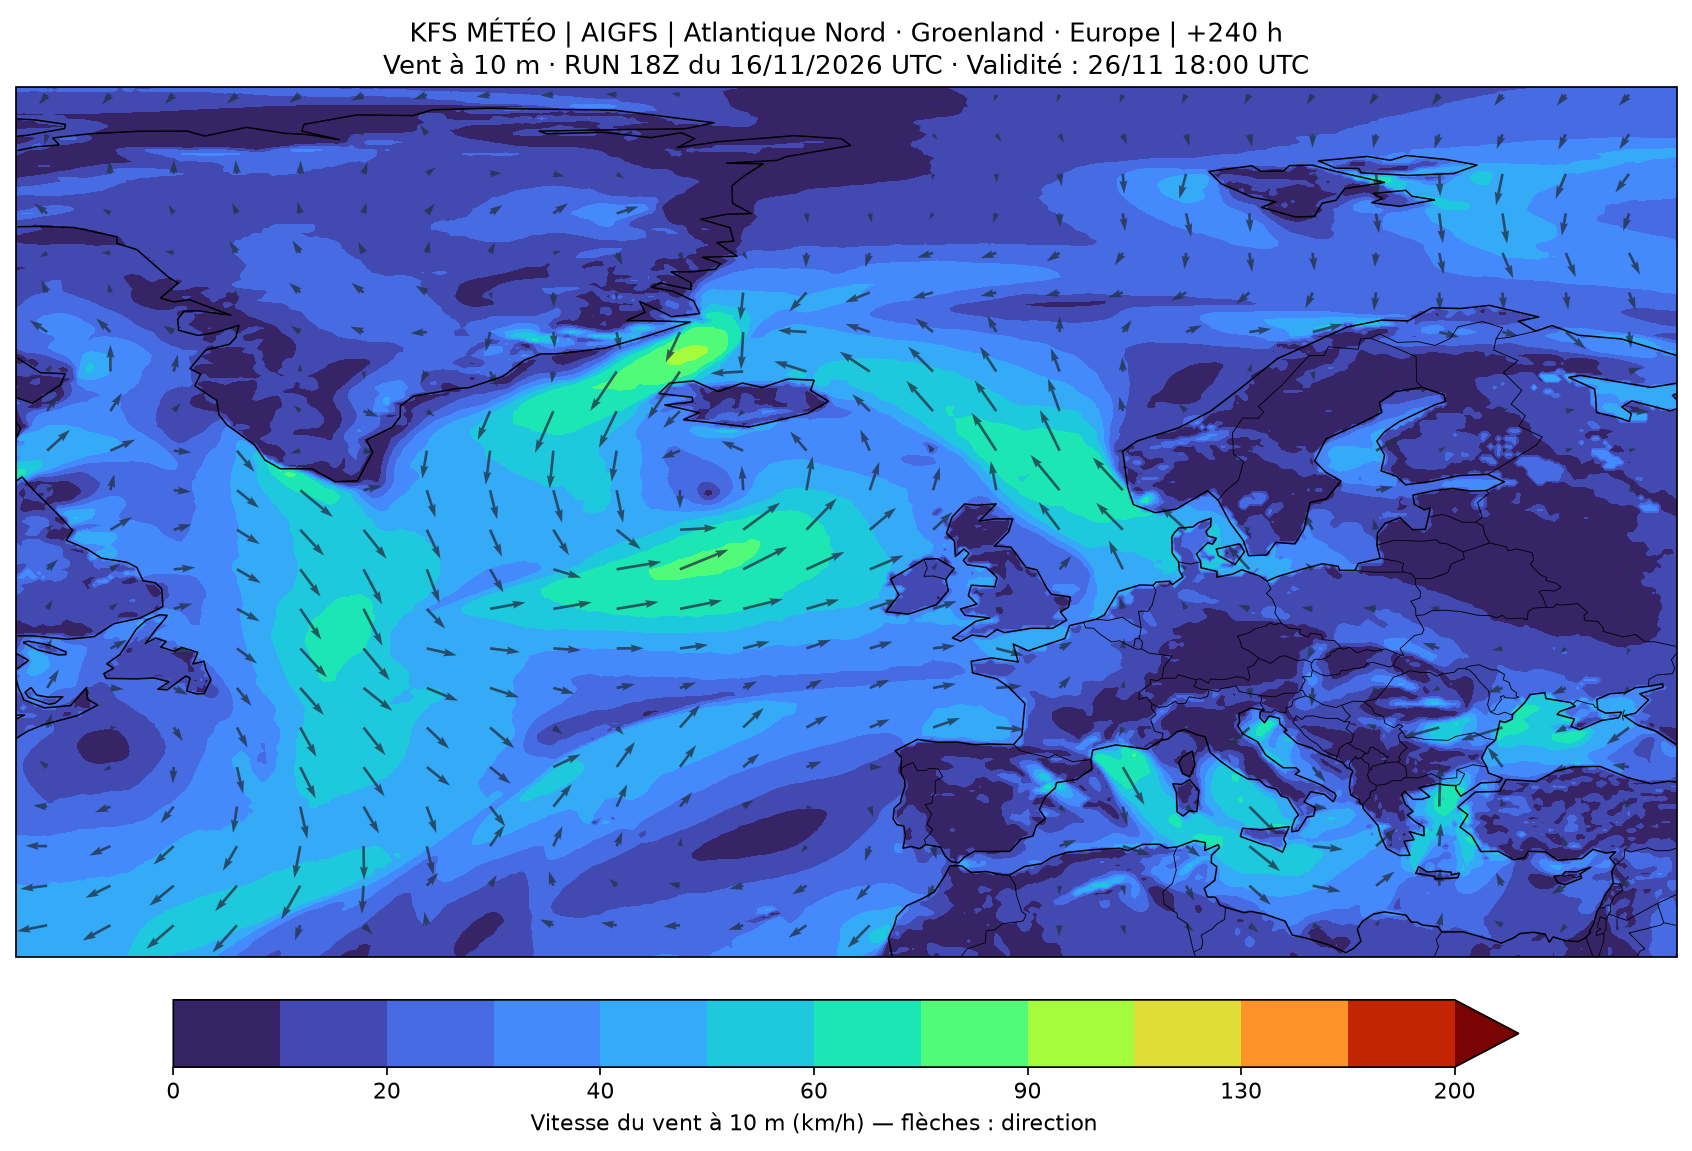 KFS MÉTÉO | AIGFS | Atlantique Nord · Groenland · Europe | +240 h
Vent à 10 m · RUN 18Z du 16/11/2026 UTC · Validité : 26/11 18:00 UTC
0 20 40 60 90 130 200
Vitesse du vent à 10 m (km/h) — flèches : direction